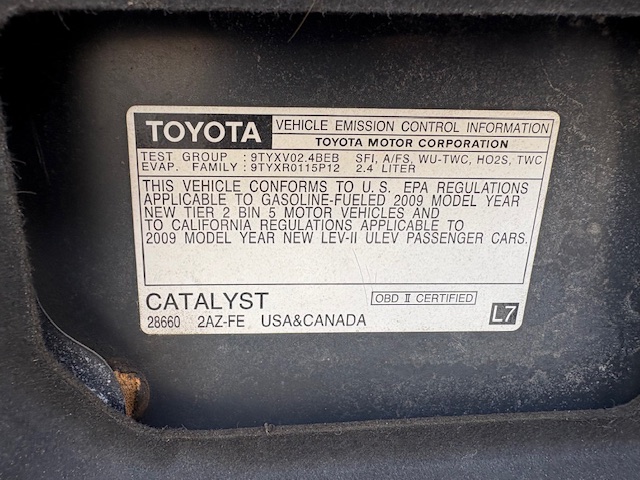 TOYOTA VEHICLE EMISSION CONTROL INFORMATION
TOYOTA MOTOR CORPORATION
TEST GROUP : 9TYXV02.4BEB SFI, A/FS, WU-TWC, HO2S, TWC
EVAP. FAMILY : 9TYXR0115P12 2.4 LITER
THIS VEHICLE CONFORMS TO U.S. EPA REGULATIONS
APPLICABLE TO GASOLINE-FUELED 2009 MODEL YEAR
NEW TIER 2 BIN 5 MOTOR VEHICLES AND
TO CALIFORNIA REGULATIONS APPLICABLE TO
2009 MODEL YEAR NEW LEV-II ULEV PASSENGER CARS.
CATALYST OBD II CERTIFIED
28660 2AZ-FE USA&CANADA L7